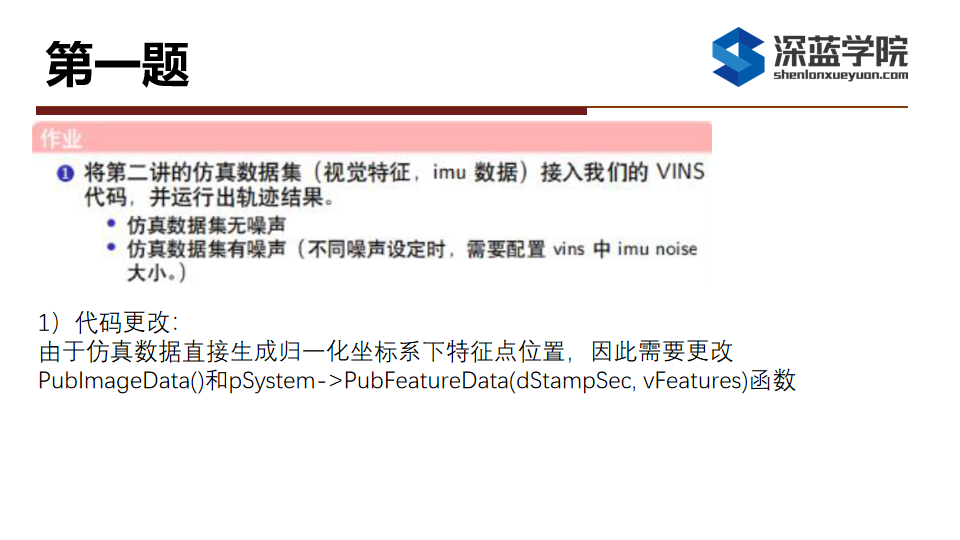 第一题
深蓝学院
shenlanxueyuan.com
作业
1 将第二讲的仿真数据集（视觉特征，imu 数据）接入我们的 VINS
代码，并运行出轨迹结果。
• 仿真数据集无噪声
• 仿真数据集有噪声（不同噪声设定时，需要配置 vins 中 imu noise
大小。）
1）代码更改：
由于仿真数据直接生成归一化坐标系下特征点位置，因此需要更改
PubImageData()和pSystem->PubFeatureData(dStampSec, vFeatures)函数